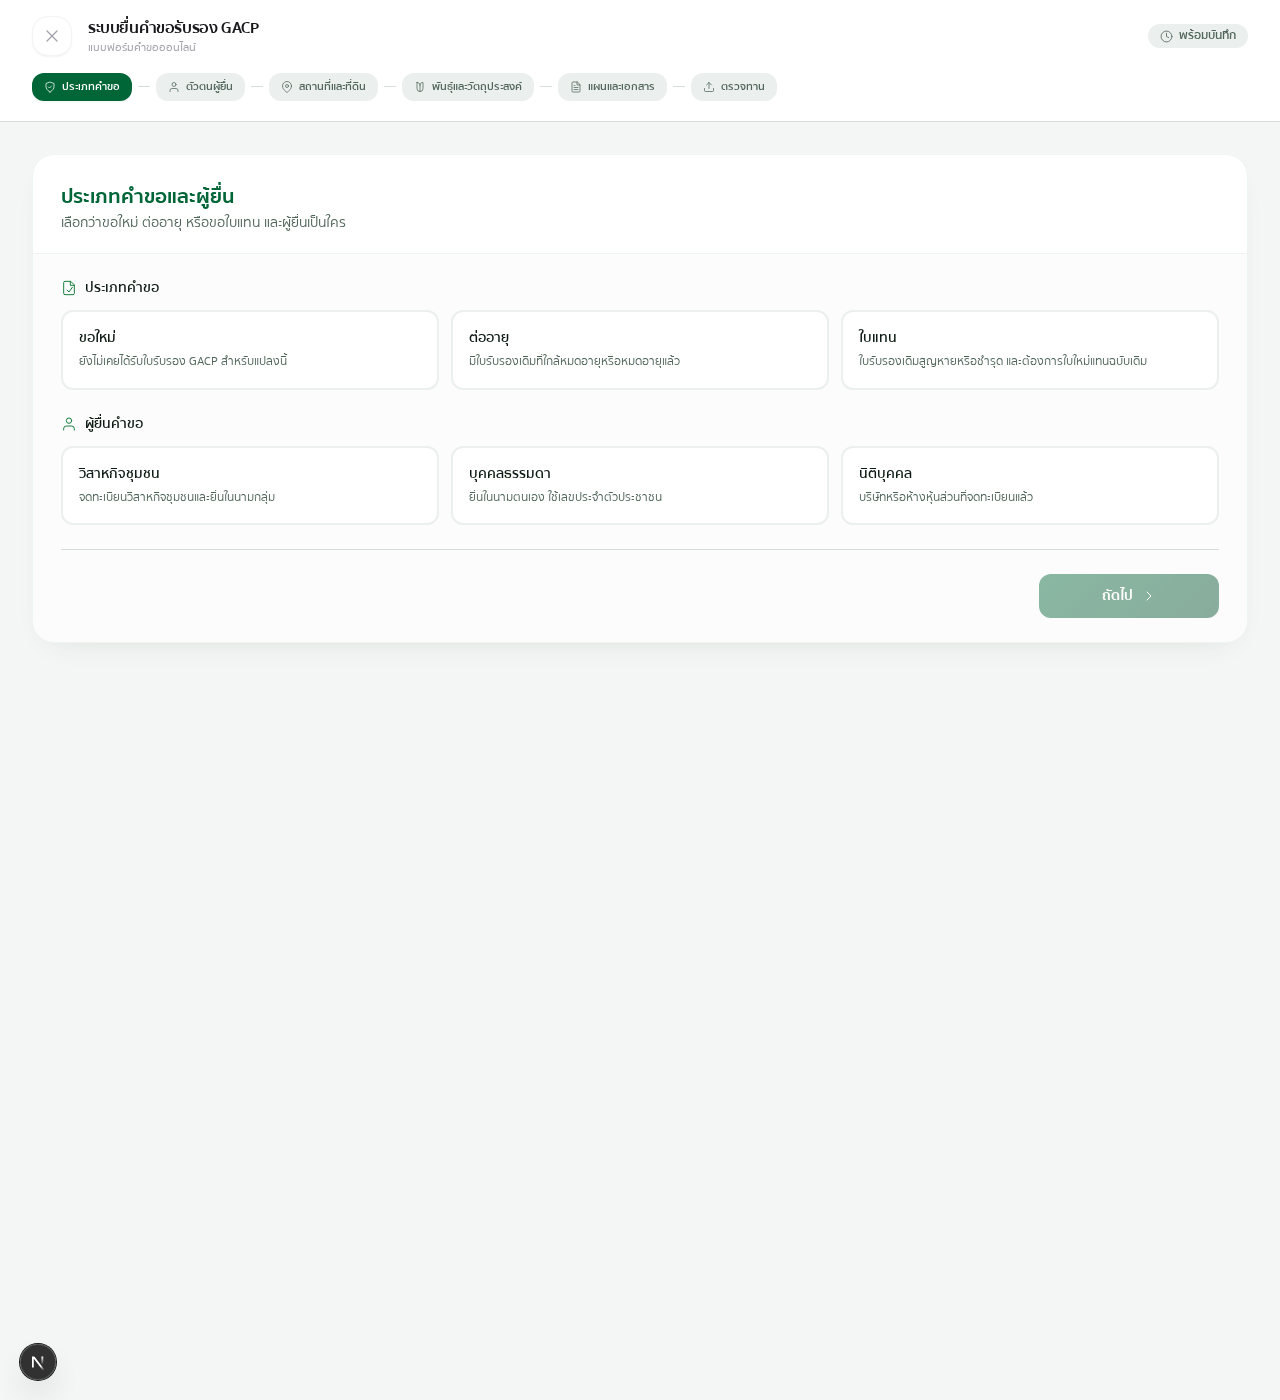 ระบบยื่นคำขอรับรอง GACP
แบบฟอร์มคำขอออนไลน์
พร้อมบันทึก
ประเภทคำขอ
ตัวตนผู้ยื่น
สถานที่และที่ดิน
พันธุ์และวัตถุประสงค์
แผนและเอกสาร
ตรวจทาน
ประเภทคำขอและผู้ยื่น
เลือกว่าขอใหม่ ต่ออายุ หรือขอใบแทน และผู้ยื่นเป็นใคร
ประเภทคำขอ
ขอใหม่
ยังไม่เคยได้รับใบรับรอง GACP สำหรับแปลงนี้
ต่ออายุ
มีใบรับรองเดิมที่ใกล้หมดอายุหรือหมดอายุแล้ว
ใบแทน
ใบรับรองเดิมสูญหายหรือชำรุด และต้องการใบใหม่แทนฉบับเดิม
ผู้ยื่นคำขอ
วิสาหกิจชุมชน
จดทะเบียนวิสาหกิจชุมชนและยื่นในนามกลุ่ม
บุคคลธรรมดา
ยื่นในนามตนเอง ใช้เลขประจำตัวประชาชน
นิติบุคคล
บริษัทหรือห้างหุ้นส่วนที่จดทะเบียนแล้ว
ถัดไป
N